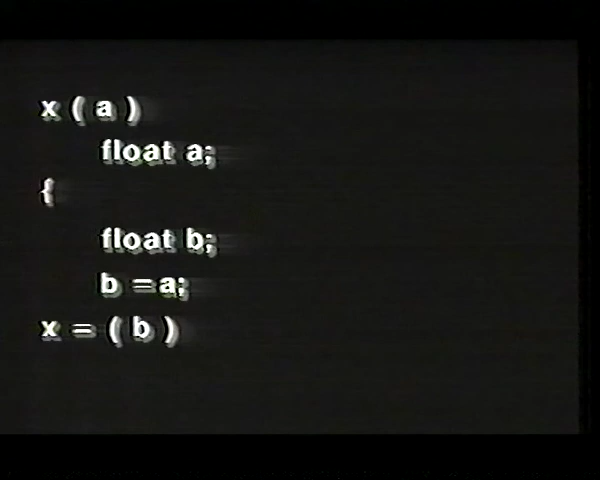 x ( a )
float a;
{
float b;
b = a;
x = ( b )